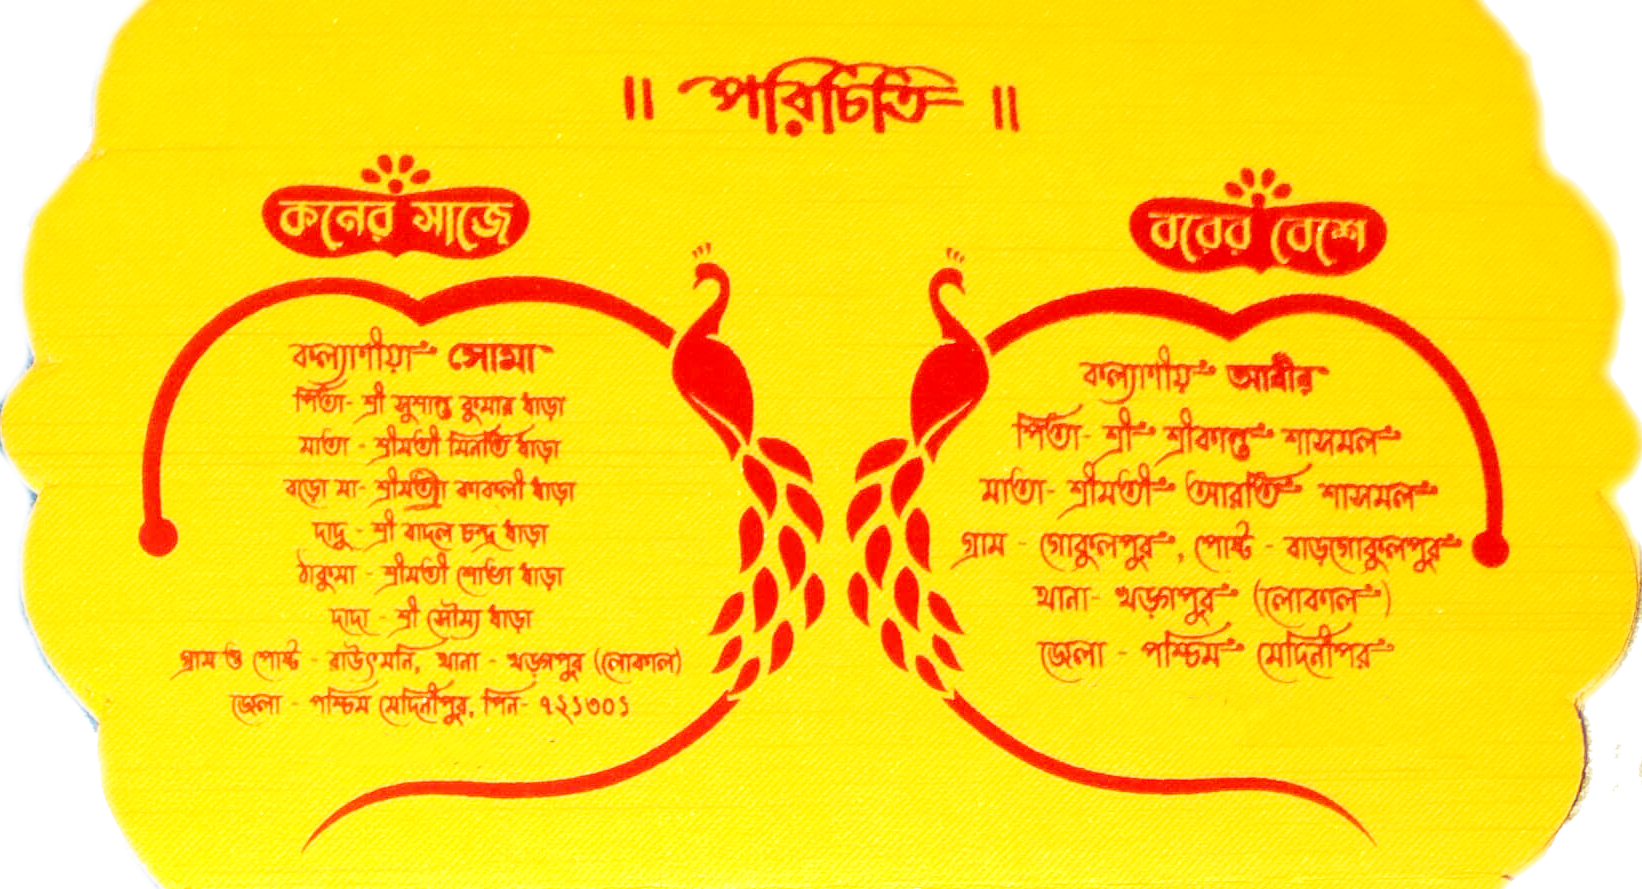 ॥ পরিচিতি ॥
কনের সাজে
কল্যাণীয়া সোমা
পিতা- শ্রী সুশান্ত কুমার ধাড়া
মাতা - শ্রীমতী মিনতি ধাড়া
বড়ো মা- শ্রীমতী কাকলী ধাড়া
দাদু - শ্রী বাদল চন্দ্র ধাড়া
ঠাকুমা - শ্রীমতী শোভা ধাড়া
দাদা - শ্রী সৌম্য ধাড়া
গ্রাম ও পোষ্ট - রাউৎমনি, থানা - খড়্গপুর (লোকাল)
জেলা - পশ্চিম মেদিনীপুর, পিন- ৭২১৩০১
বরের বেশে
কল্যাণীয় আবীর
পিতা- শ্রী শ্রীকান্ত শাসমল
মাতা- শ্রীমতী আরতি শাসমল
গ্রাম - গোকুলপুর, পোষ্ট - বাড়গোকুলপুর
থানা- খড়্গপুর (লোকাল)
জেলা - পশ্চিম মেদিনীপর